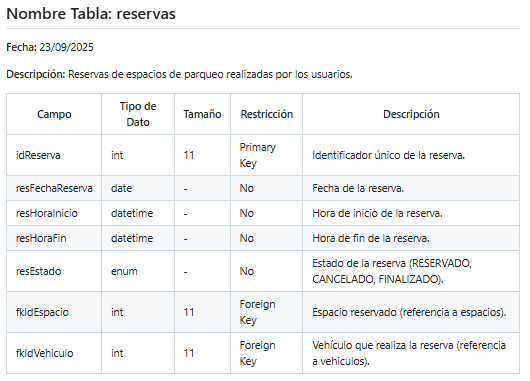 Nombre Tabla: reservas
Fecha: 23/09/2025
Descripción: Reservas de espacios de parqueo realizadas por los usuarios.
Campo Tipo de Dato Tamaño Restricción Descripción
idReserva int 11 Primary Key Identificador único de la reserva.
resFechaReserva date - No Fecha de la reserva.
resHoraInicio datetime - No Hora de inicio de la reserva.
resHoraFin datetime - No Hora de fin de la reserva.
resEstado enum - No Estado de la reserva (RESERVADO, CANCELADO, FINALIZADO).
fkIdEspacio int 11 Foreign Key Espacio reservado (referencia a espacios).
fkIdVehiculo int 11 Foreign Key Vehículo que realiza la reserva (referencia a vehiculos).